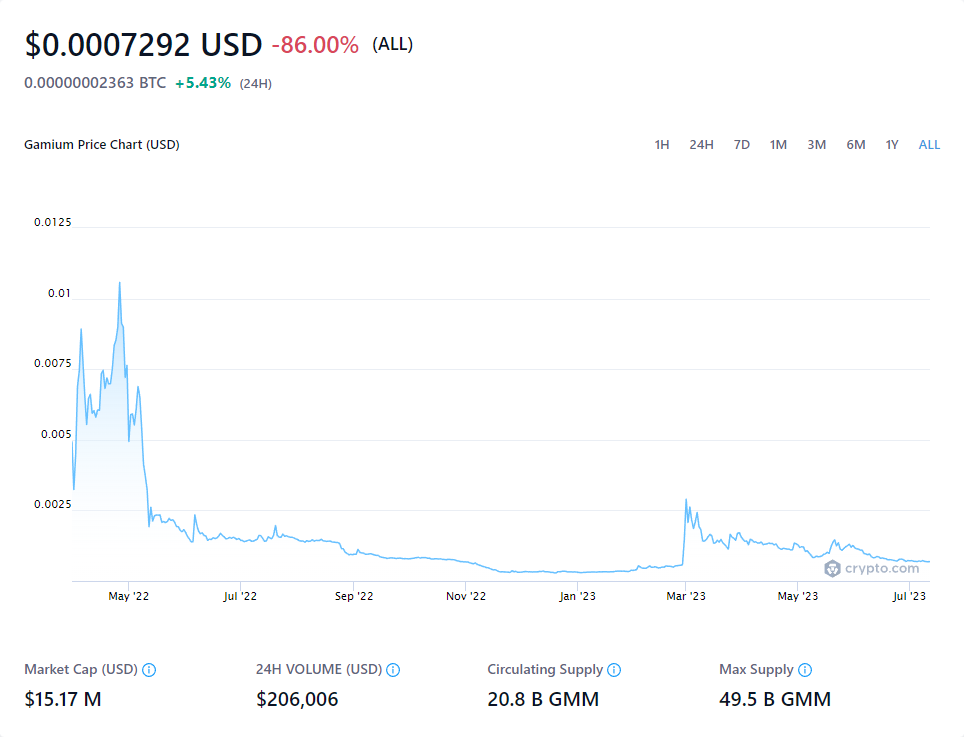 $0.0007292 USD -86.00% (ALL)
0.00000002363 BTC +5.43% (24H)
Gamium Price Chart (USD) 1H 24H 7D 1M 3M 6M 1Y ALL
0.0125
0.01
0.0075
0.005
0.0025
crypto.com
May '22 Jul '22 Sep '22 Nov '22 Jan '23 Mar '23 May '23 Jul '23
Market Cap (USD) 24H VOLUME (USD) Circulating Supply Max Supply
$15.17 M $206,006 20.8 B GMM 49.5 B GMM